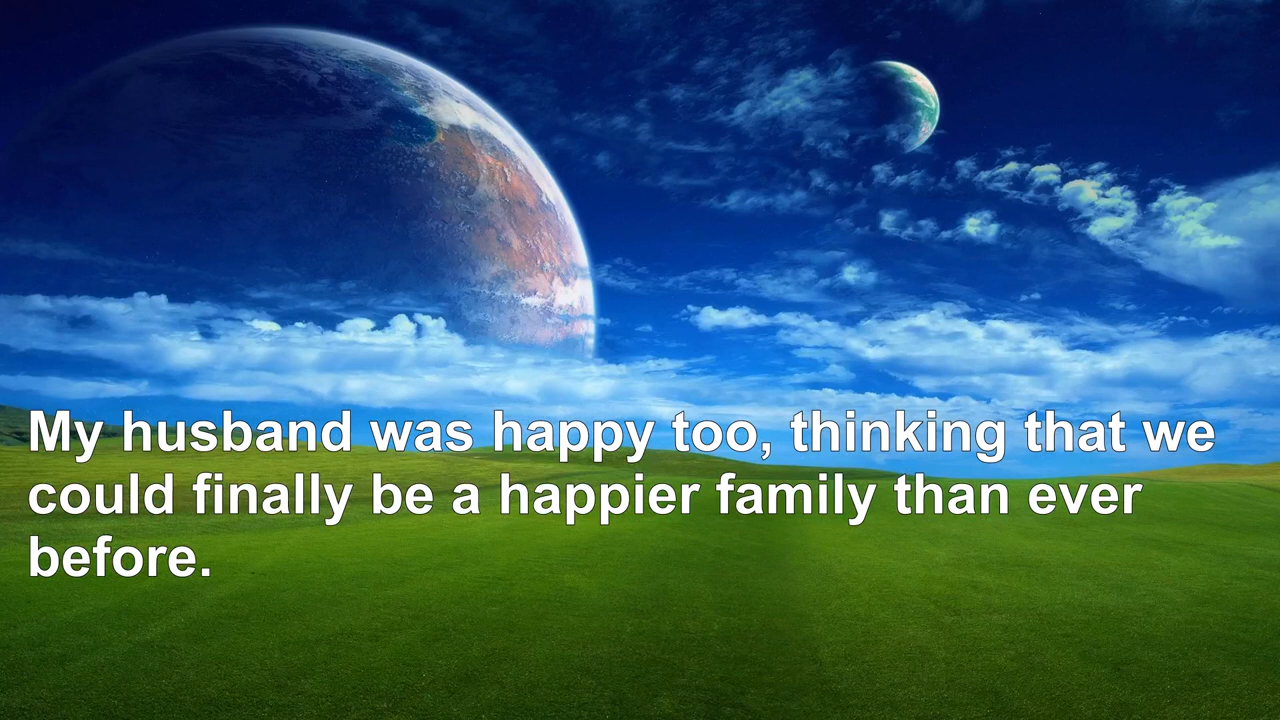 My husband was happy too, thinking that we
could finally be a happier family than ever
before.